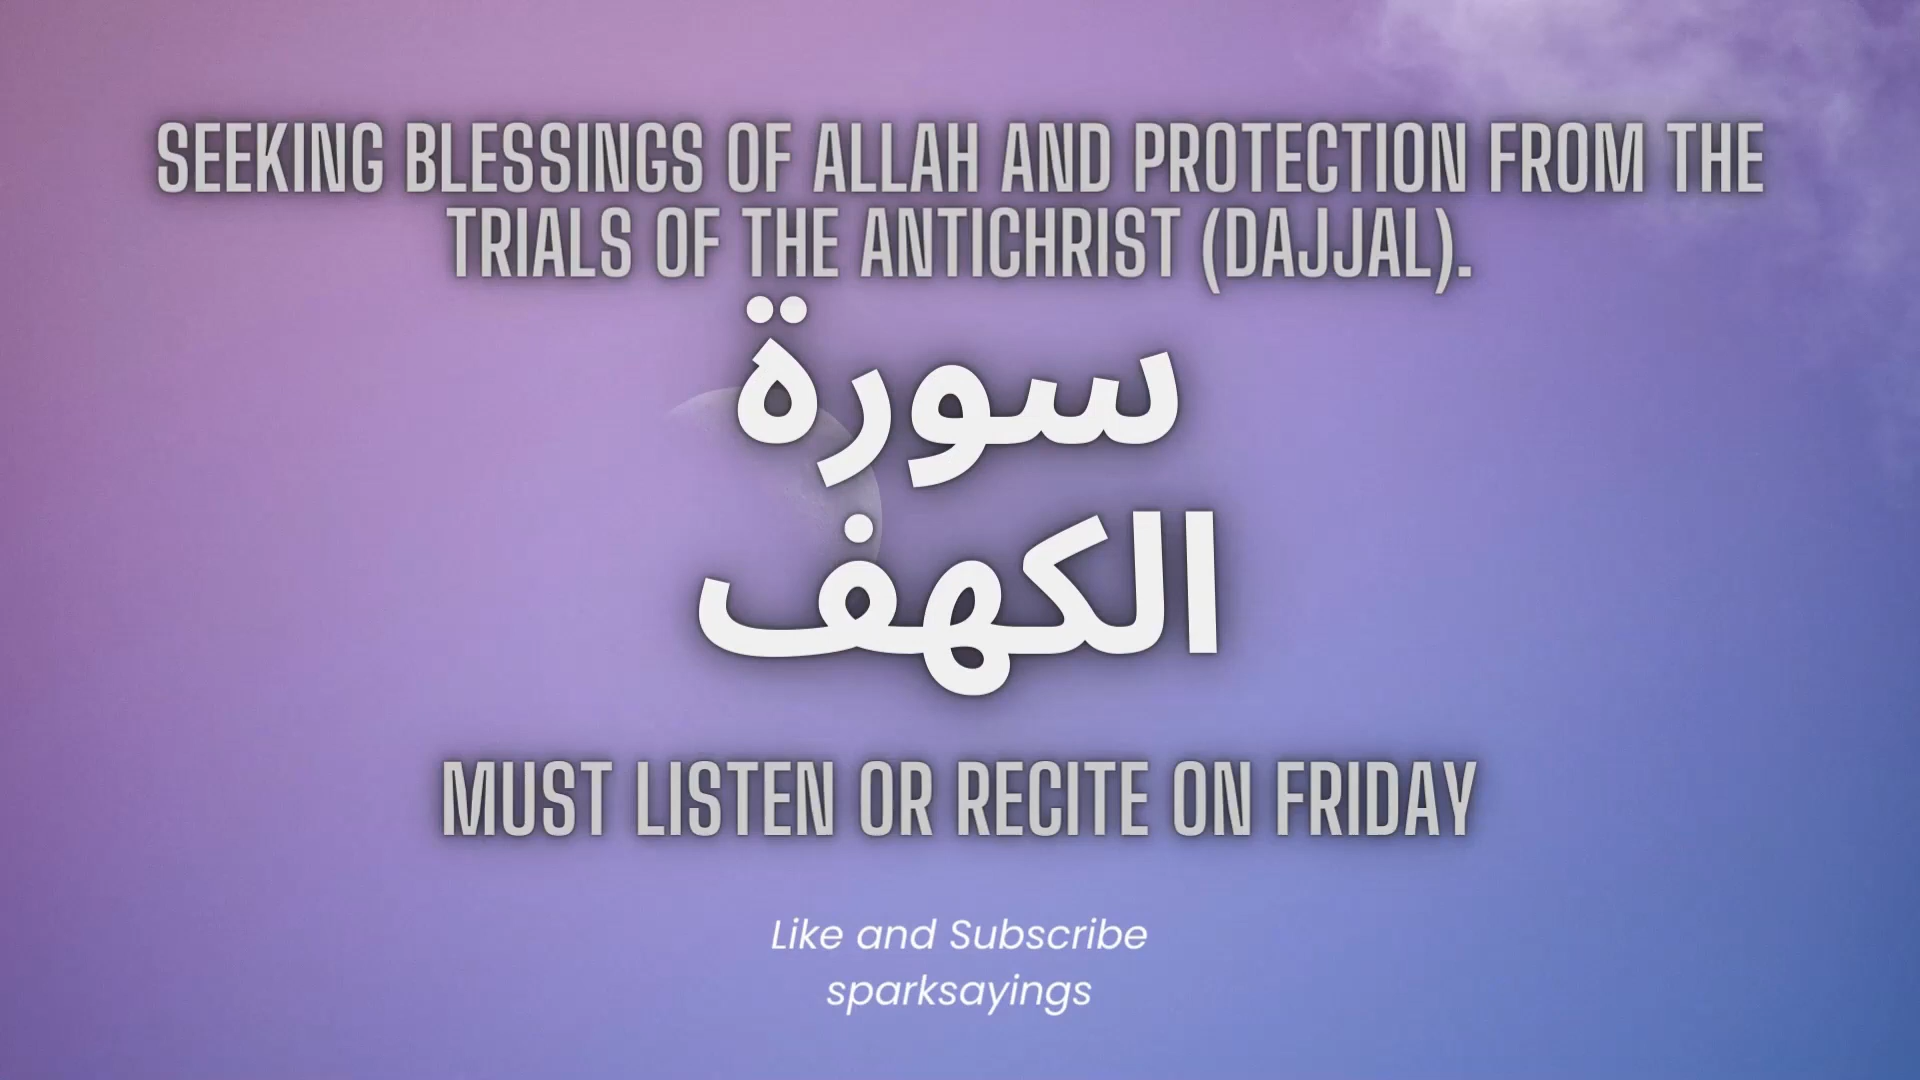 SEEKING BLESSINGS OF ALLAH AND PROTECTION FROM THE
TRIALS OF THE ANTICHRIST (DAJJAL).
سورة
الكهف
MUST LISTEN OR RECITE ON FRIDAY
Like and Subscribe
sparksayings